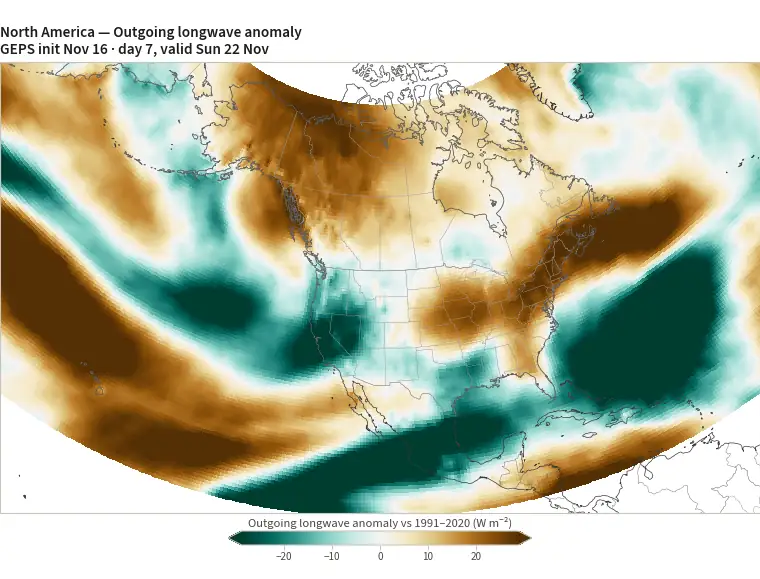 North America — Outgoing longwave anomaly
GEPS init Nov 16 · day 7, valid Sun 22 Nov
Outgoing longwave anomaly vs 1991–2020 (W m⁻²)
−20 −10 0 10 20